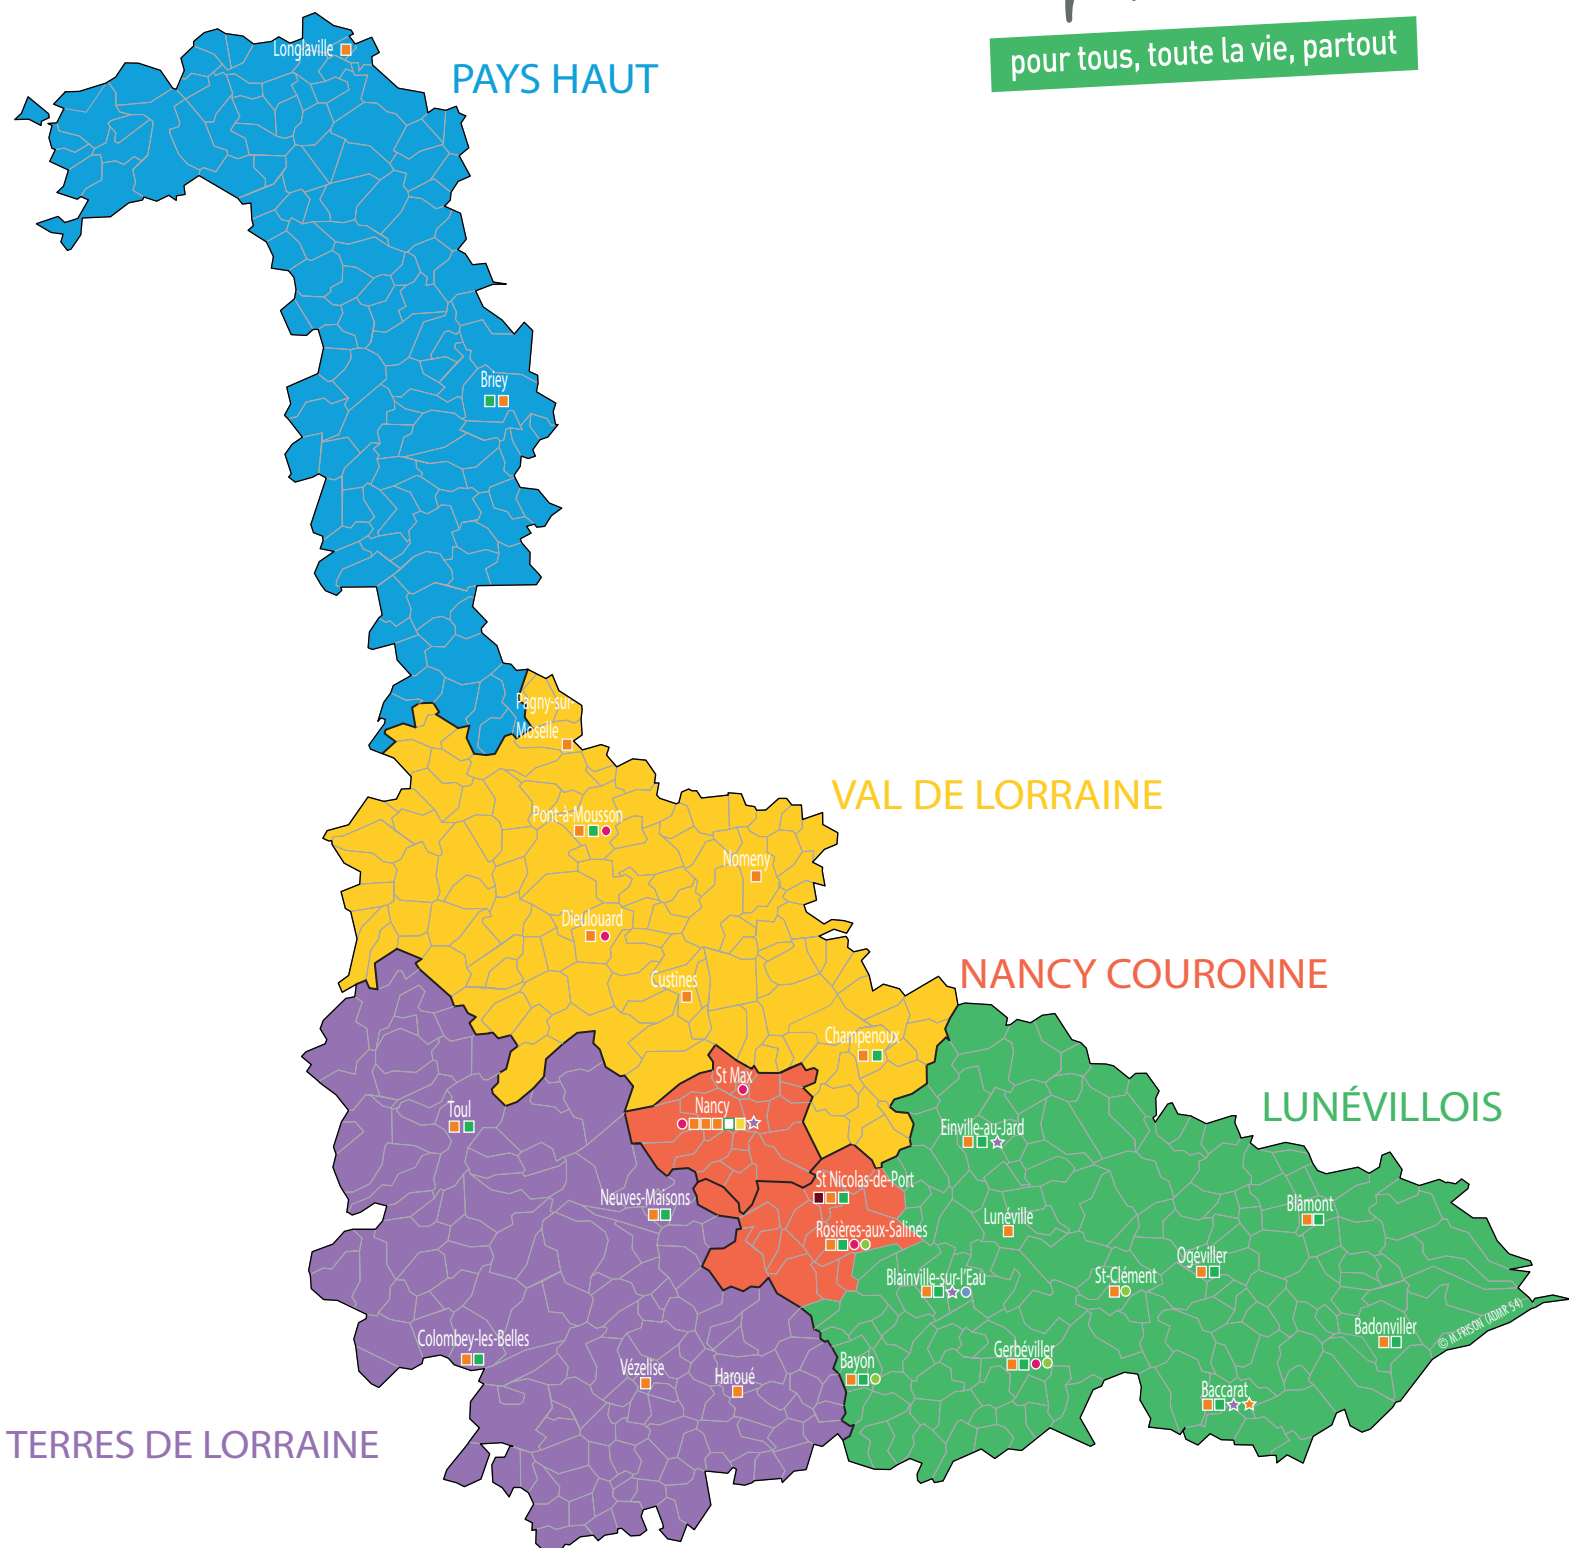 pour tous, toute la vie, partout
Longlaville
PAYS HAUT
Briey
Pagny-sur-
Moselle
VAL DE LORRAINE
Pont-à-Mousson
Nomeny
Dieulouard
Custines
NANCY COURONNE
Champenoux
St Max
Nancy
LUNÉVILLOIS
Toul
Einville-au-Jard
St Nicolas-de-Port
Neuves-Maisons
Blâmont
Lunéville
Rosières-aux-Salines
Ogéviller
Blainville-sur-l'Eau
St-Clément
Badonviller
© M.FRISON (ADMR 54)
Colombey-les-Belles
Gerbéviller
Bayon
Vézelise
Haroué
Baccarat
TERRES DE LORRAINE